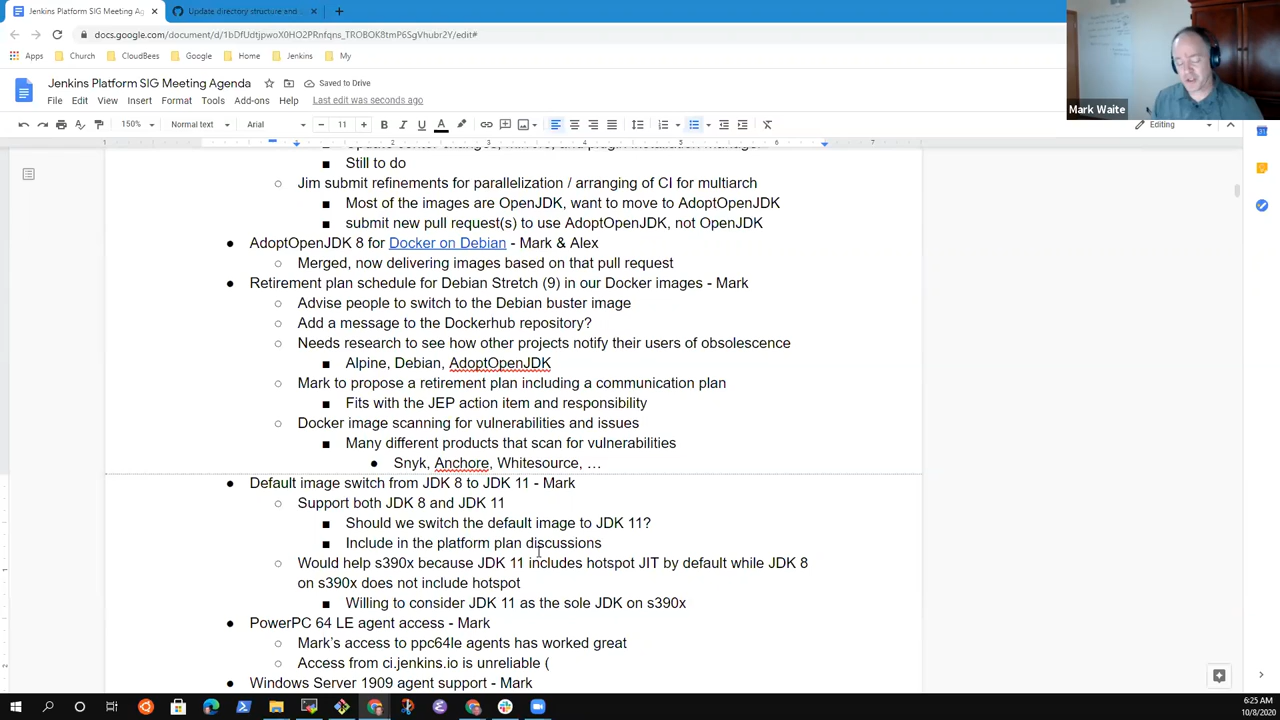 Jenkins Platform SIG Meeting Ag
Update directory structure and
docs.google.com/document/d/1bDfUdtjpwoX0HO2PRnfqns_TROBOK8tmP6SgVhubr2Y/edit#
Apps Church CloudBees Google Home Jenkins My
Mark Waite
Jenkins Platform SIG Meeting Agenda
Saved to Drive
File Edit View Insert Format Tools Add-ons Help Last edit was seconds ago
150% Normal text Arial 11 B I U A Editing
1 1 2 3 4 5 6 7
Still to do
Jim submit refinements for parallelization / arranging of CI for multiarch
Most of the images are OpenJDK, want to move to AdoptOpenJDK
submit new pull request(s) to use AdoptOpenJDK, not OpenJDK
AdoptOpenJDK 8 for Docker on Debian - Mark & Alex
Merged, now delivering images based on that pull request
Retirement plan schedule for Debian Stretch (9) in our Docker images - Mark
Advise people to switch to the Debian buster image
Add a message to the Dockerhub repository?
Needs research to see how other projects notify their users of obsolescence
Alpine, Debian, AdoptOpenJDK
Mark to propose a retirement plan including a communication plan
Fits with the JEP action item and responsibility
Docker image scanning for vulnerabilities and issues
Many different products that scan for vulnerabilities
Snyk, Anchore, Whitesource, …
Default image switch from JDK 8 to JDK 11 - Mark
Support both JDK 8 and JDK 11
Should we switch the default image to JDK 11?
Include in the platform plan discussions
Would help s390x because JDK 11 includes hotspot JIT by default while JDK 8
on s390x does not include hotspot
Willing to consider JDK 11 as the sole JDK on s390x
PowerPC 64 LE agent access - Mark
Mark's access to ppc64le agents has worked great
Access from ci.jenkins.io is unreliable (
Windows Server 1909 agent support - Mark
6:25 AM
10/8/2020